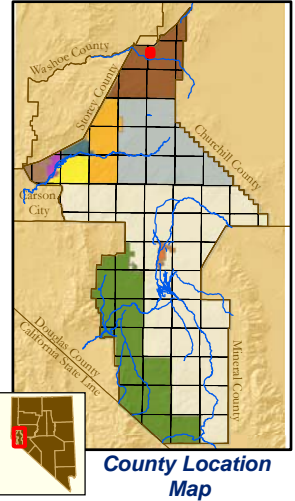 Washoe County
Storey County
Churchill County
Carson
City
Douglas County
California State Line
Mineral County
County Location
Map